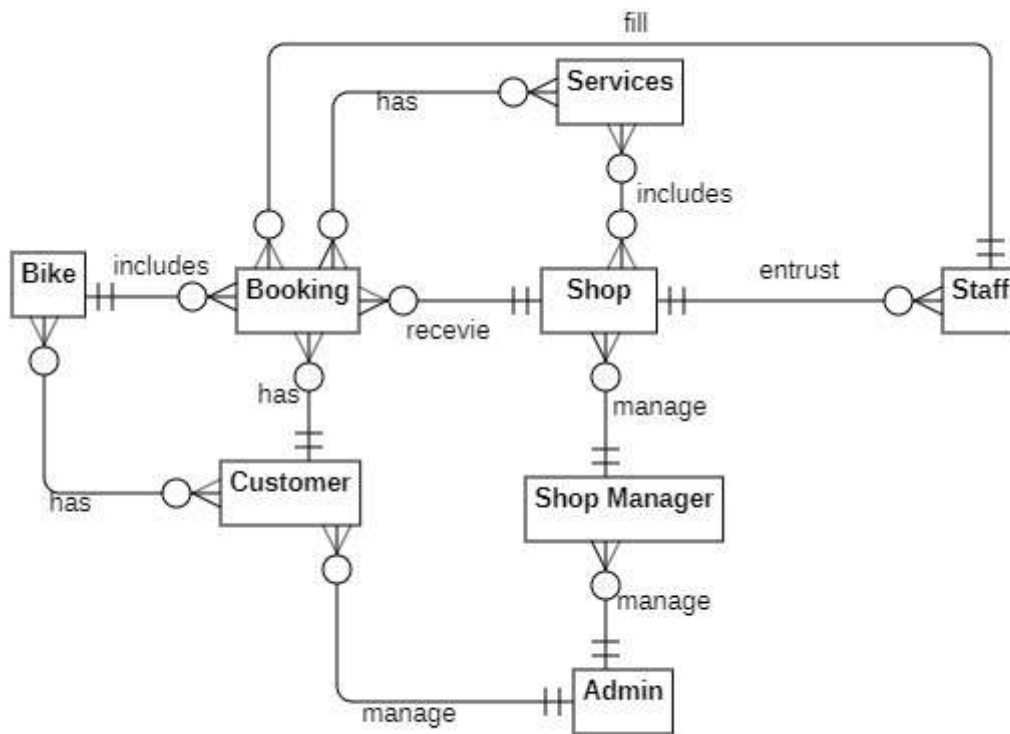 fill
Services
has
includes
Bike
includes
Booking
recevie
Shop
entrust
Staff
has
manage
has
Customer
Shop Manager
manage
manage
Admin